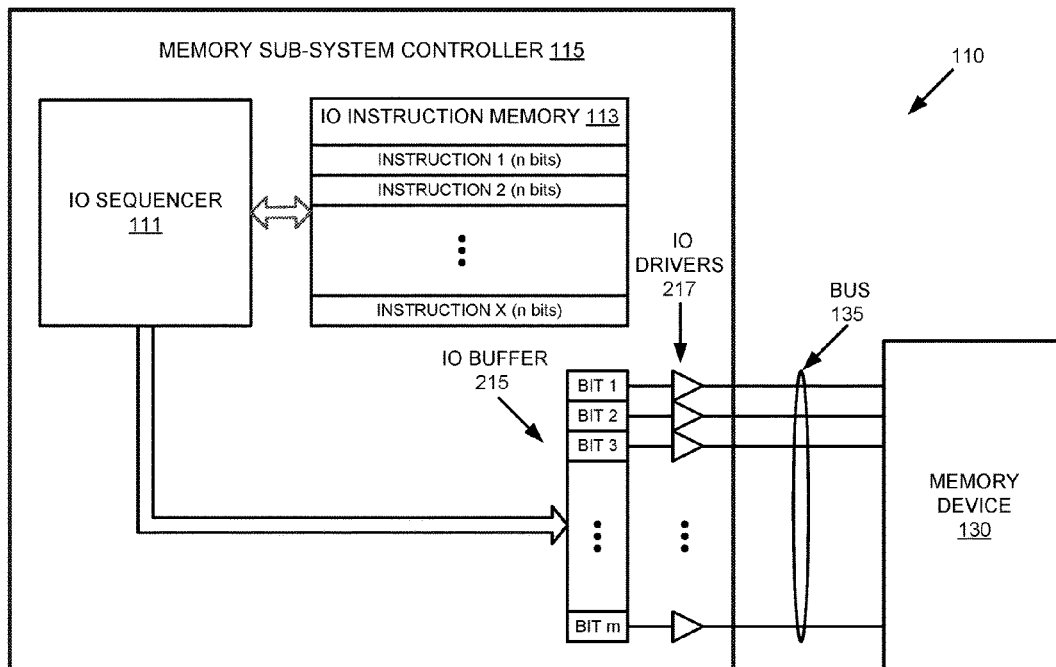 MEMORY SUB-SYSTEM CONTROLLER 115
110
IO SEQUENCER
111
IO INSTRUCTION MEMORY 113
INSTRUCTION 1 (n bits)
INSTRUCTION 2 (n bits)
INSTRUCTION X (n bits)
IO
DRIVERS
217
BUS
135
IO BUFFER
215
BIT 1
BIT 2
BIT 3
BIT m
MEMORY
DEVICE
130